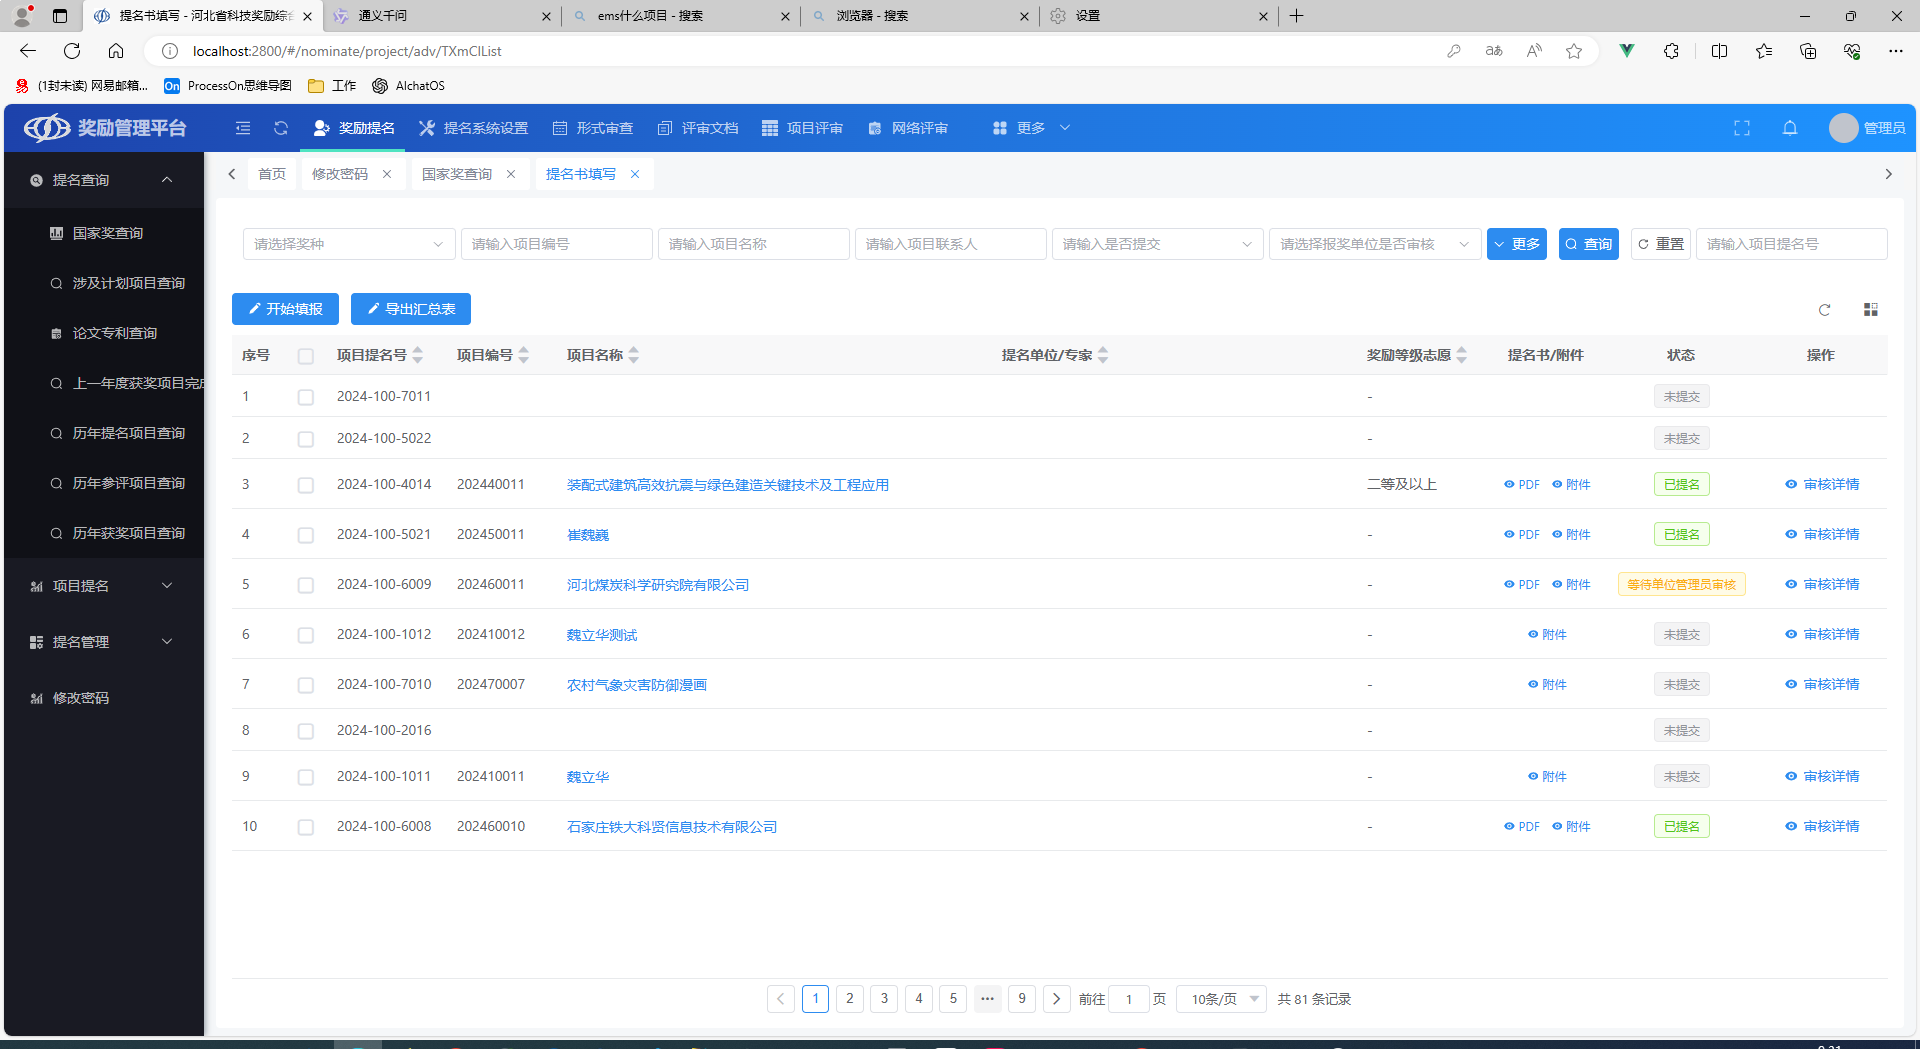 提名书填写 - 河北省科技奖励综合
通义千问
ems什么项目 - 搜索
浏览器 - 搜索
设置
localhost:2800/#/nominate/project/adv/TXmClList
(1封未读) 网易邮箱...
On ProcessOn思维导图
工作
AIchatOS
奖励管理平台
奖励提名
提名系统设置
形式审查
评审文档
项目评审
网络评审
更多
管理员
提名查询
国家奖查询
涉及计划项目查询
论文专利查询
上一年度获奖项目完成
历年提名项目查询
历年参评项目查询
历年获奖项目查询
项目提名
提名管理
修改密码
首页 修改密码 国家奖查询 提名书填写
请选择奖种 请输入项目编号 请输入项目名称 请输入项目联系人 请输入是否提交 请选择报奖单位是否审核 更多 查询 重置 请输入项目提名号
开始填报 导出汇总表
序号 项目提名号 项目编号 项目名称 提名单位/专家 奖励等级志愿 提名书/附件 状态 操作
1 2024-100-7011 - 未提交
2 2024-100-5022 - 未提交
3 2024-100-4014 202440011 装配式建筑高效抗震与绿色建造关键技术及工程应用 二等及以上 PDF 附件 已提名 审核详情
4 2024-100-5021 202450011 崔巍巍 - PDF 附件 已提名 审核详情
5 2024-100-6009 202460011 河北煤炭科学研究院有限公司 - PDF 附件 等待单位管理员审核 审核详情
6 2024-100-1012 202410012 魏立华测试 - 附件 未提交 审核详情
7 2024-100-7010 202470007 农村气象灾害防御漫画 - 附件 未提交 审核详情
8 2024-100-2016 - 未提交
9 2024-100-1011 202410011 魏立华 - 附件 未提交 审核详情
10 2024-100-6008 202460010 石家庄铁大科贤信息技术有限公司 - PDF 附件 已提名 审核详情
1 2 3 4 5 ••• 9 前往 1 页 10条/页 共 81 条记录